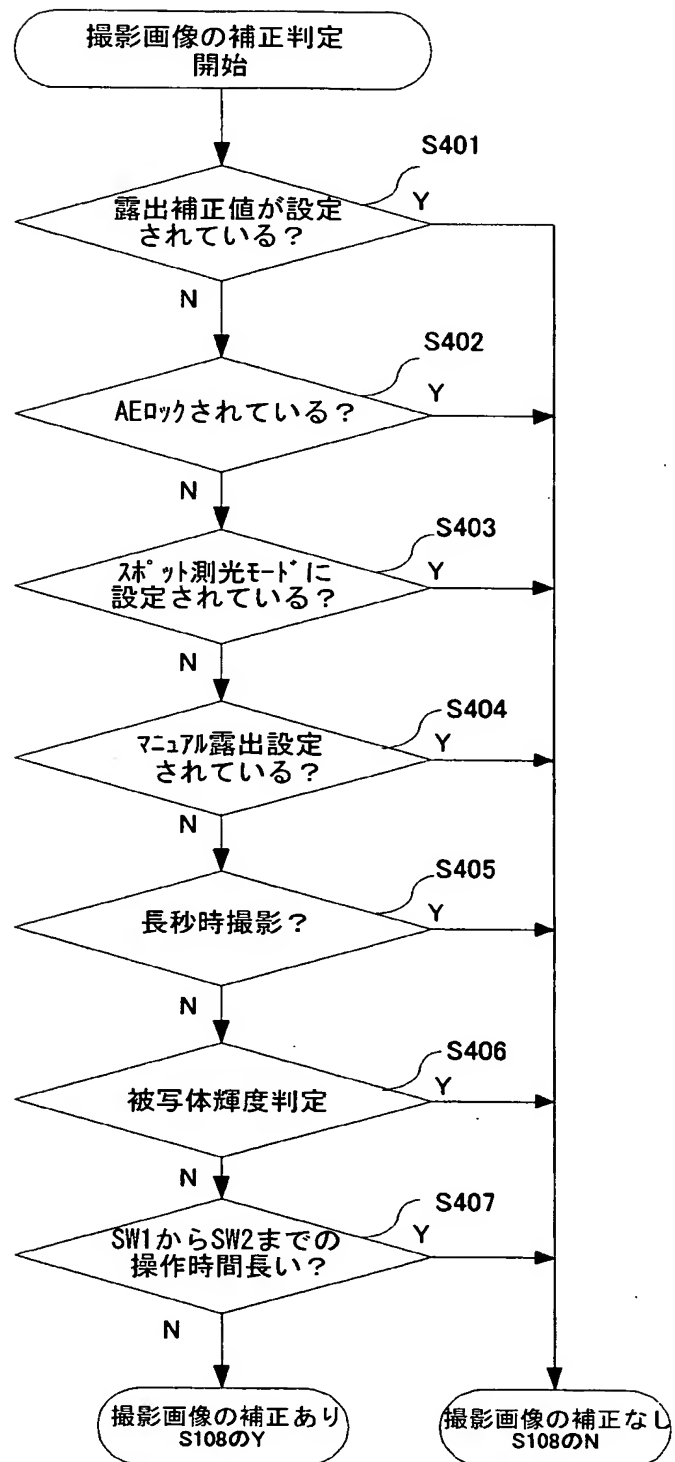 撮影画像の補正判定
開始
S401
露出補正値が設定
されている？
Y
N
S402
AEロックされている？
Y
N
S403
スポット測光モードに
設定されている？
Y
N
S404
マニュアル露出設定
されている？
Y
N
S405
長秒時撮影？
Y
N
S406
被写体輝度判定
Y
N
S407
SW1からSW2までの
操作時間長い？
Y
N
撮影画像の補正あり
S108のY
撮影画像の補正なし
S108のN